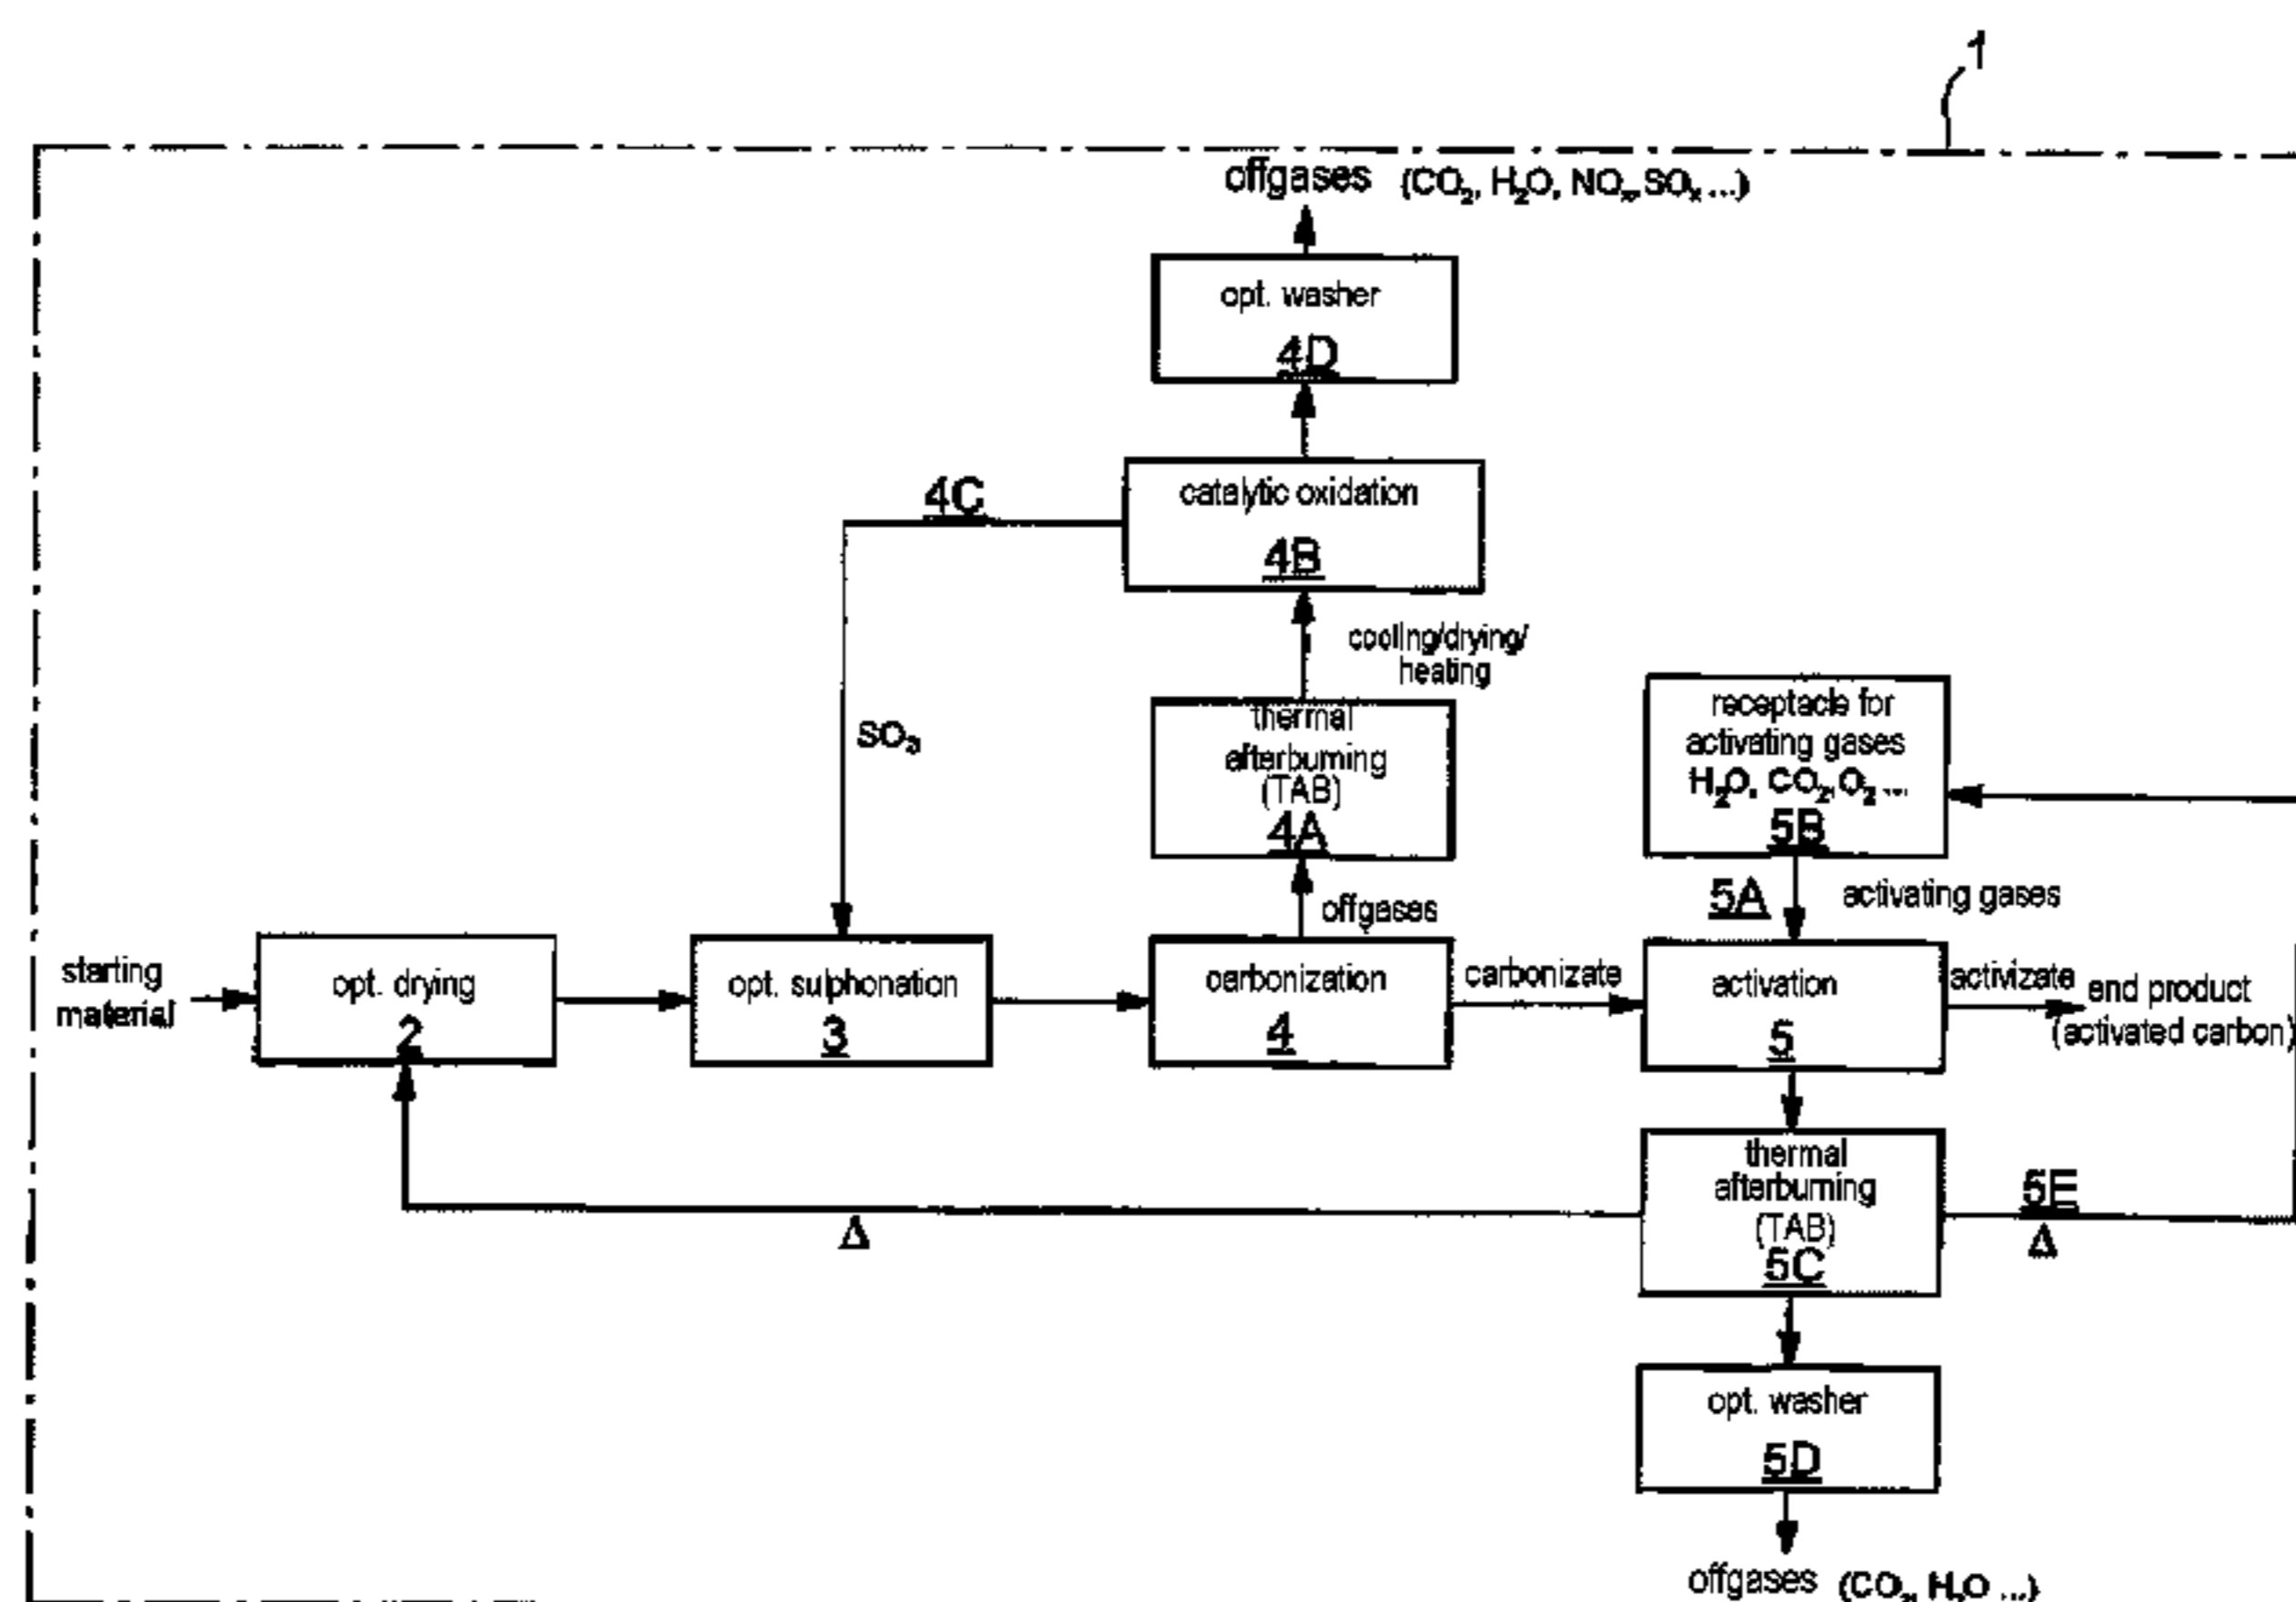 1
offgases (CO₂, H₂O, NOₓ, SOₓ ...)
opt. washer
4D
4C
catalytic oxidation
4B
cooling/drying/
heating
SO₃
thermal
afterburning
(TAB)
4A
offgases
receptacle for
activating gases
H₂O, CO₂, O₂ ...
5B
5A
activating gases
starting
material
opt. drying
2
opt. sulphonation
3
carbonization
4
carbonizate
activation
5
activizate
end product
(activated carbon)
thermal
afterburning
(TAB)
5C
5E
Δ
Δ
opt. washer
5D
offgases (CO₂, H₂O ...)